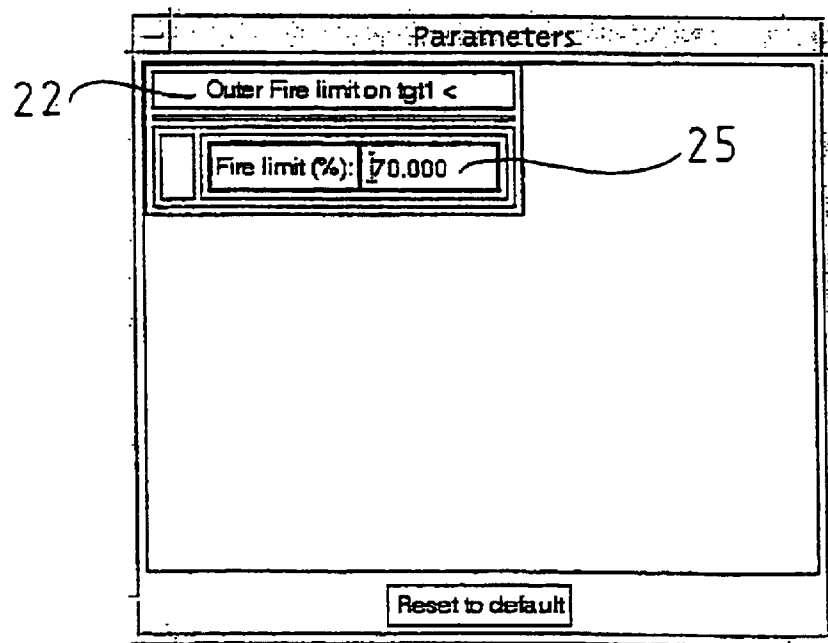 Parameters
22
Outer Fire limit on tgt1 <
Fire limit (%): 70.000
25
Reset to default